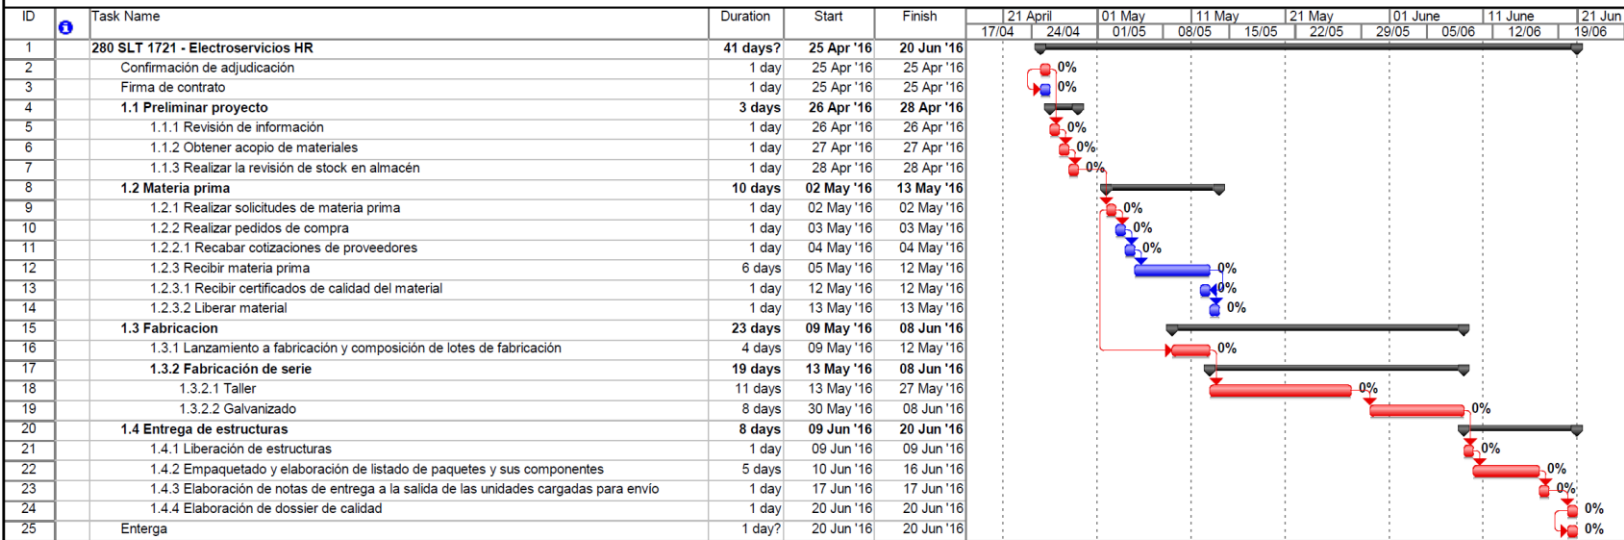 ID Task Name Duration Start Finish 21 April 01 May 11 May 21 May 01 June 11 June 21 Jun
17/04 24/04 01/05 08/05 15/05 22/05 29/05 05/06 12/06 19/06
1 280 SLT 1721 - Electroservicios HR 41 days? 25 Apr '16 20 Jun '16
2 Confirmación de adjudicación 1 day 25 Apr '16 25 Apr '16 0%
3 Firma de contrato 1 day 25 Apr '16 25 Apr '16 0%
4 1.1 Preliminar proyecto 3 days 26 Apr '16 28 Apr '16
5 1.1.1 Revisión de información 1 day 26 Apr '16 26 Apr '16 0%
6 1.1.2 Obtener acopio de materiales 1 day 27 Apr '16 27 Apr '16 0%
7 1.1.3 Realizar la revisión de stock en almacén 1 day 28 Apr '16 28 Apr '16 0%
8 1.2 Materia prima 10 days 02 May '16 13 May '16
9 1.2.1 Realizar solicitudes de materia prima 1 day 02 May '16 02 May '16 0%
10 1.2.2 Realizar pedidos de compra 1 day 03 May '16 03 May '16 0%
11 1.2.2.1 Recabar cotizaciones de proveedores 1 day 04 May '16 04 May '16 0%
12 1.2.3 Recibir materia prima 6 days 05 May '16 12 May '16 0%
13 1.2.3.1 Recibir certificados de calidad del material 1 day 12 May '16 12 May '16 0%
14 1.2.3.2 Liberar material 1 day 13 May '16 13 May '16 0%
15 1.3 Fabricacion 23 days 09 May '16 08 Jun '16
16 1.3.1 Lanzamiento a fabricación y composición de lotes de fabricación 4 days 09 May '16 12 May '16 0%
17 1.3.2 Fabricación de serie 19 days 13 May '16 08 Jun '16
18 1.3.2.1 Taller 11 days 13 May '16 27 May '16 0%
19 1.3.2.2 Galvanizado 8 days 30 May '16 08 Jun '16 0%
20 1.4 Entrega de estructuras 8 days 09 Jun '16 20 Jun '16
21 1.4.1 Liberación de estructuras 1 day 09 Jun '16 09 Jun '16 0%
22 1.4.2 Empaquetado y elaboración de listado de paquetes y sus componentes 5 days 10 Jun '16 16 Jun '16 0%
23 1.4.3 Elaboración de notas de entrega a la salida de las unidades cargadas para envío 1 day 17 Jun '16 17 Jun '16 0%
24 1.4.4 Elaboración de dossier de calidad 1 day 20 Jun '16 20 Jun '16 0%
25 Enterga 1 day? 20 Jun '16 20 Jun '16 0%